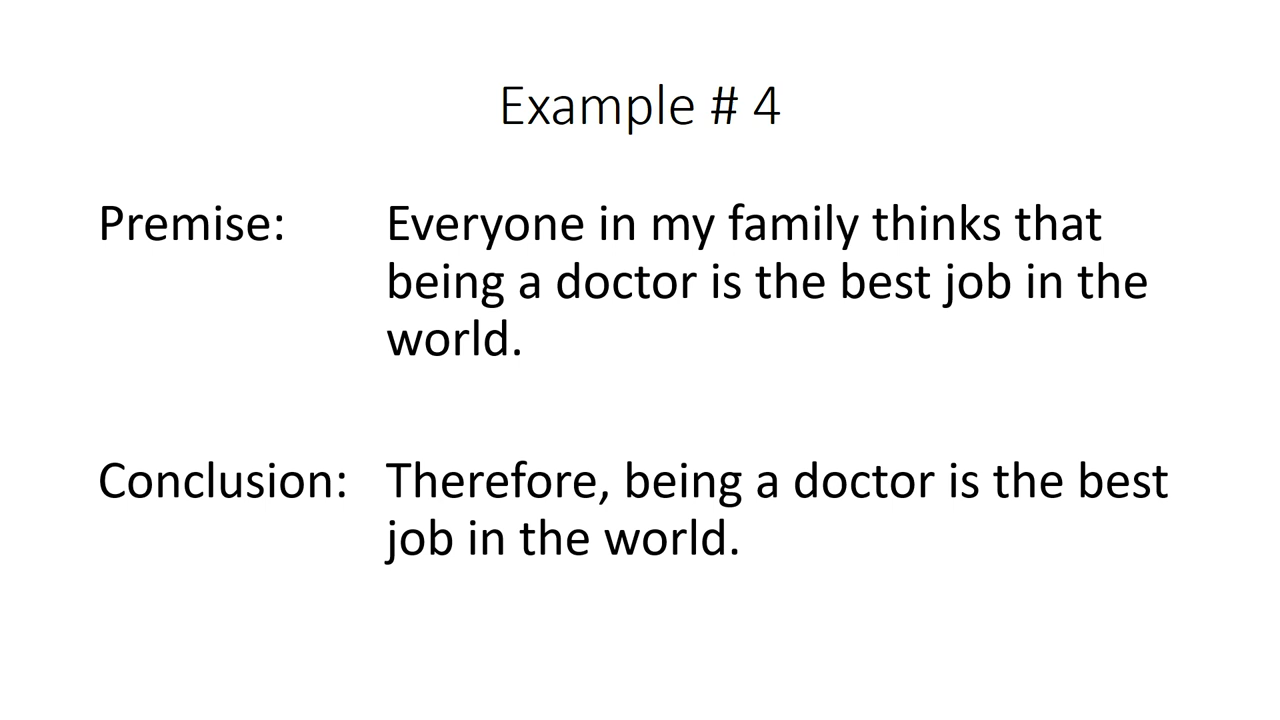 Example # 4
Premise: Everyone in my family thinks that
being a doctor is the best job in the
world.
Conclusion: Therefore, being a doctor is the best
job in the world.